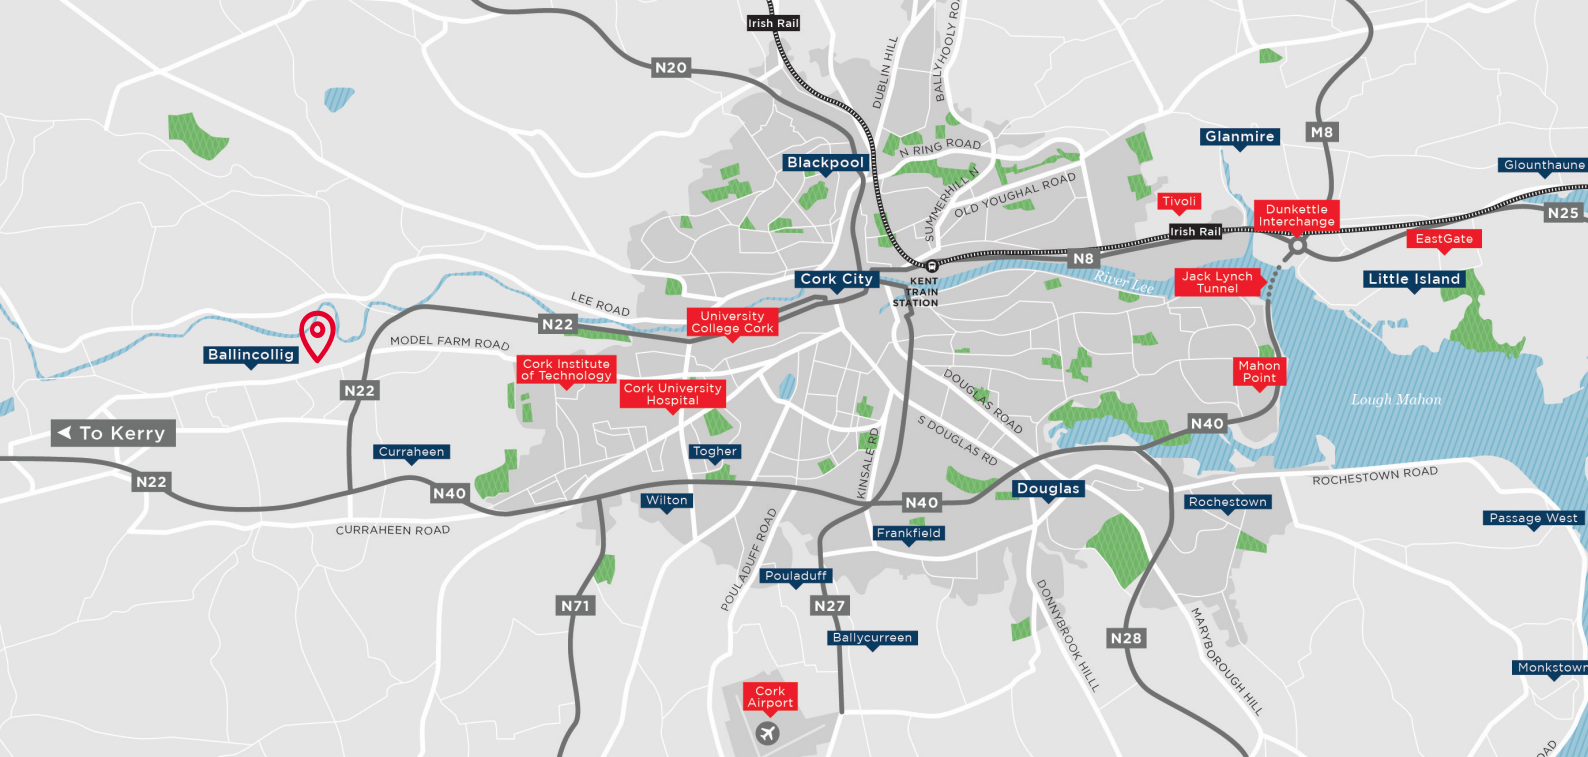 Irish Rail
DUBLIN HILL
N20
M8
Glanmire
N RING ROAD
Blackpool
Glounthaune
SUMMERHILL N
OLD YOUGHAL ROAD
Tivoli
Dunkettle
Interchange
N25
Irish Rail
EastGate
N8
Cork City
KENT
TRAIN
STATION
River Lee
Jack Lynch
Tunnel
Little Island
LEE ROAD
University
College Cork
N22
MODEL FARM ROAD
Ballincollig
Cork Institute
of Technology
Cork University
Hospital
Mahon
Point
N22
DOUGLAS ROAD
Lough Mahon
To Kerry
S DOUGLAS RD
N40
KINSALE RD
Curraheen
Togher
ROCHESTOWN ROAD
N22
N40
Wilton
N40
Douglas
Rochestown
Passage West
CURRAHEEN ROAD
Frankfield
POULADUFF ROAD
Pouladuff
N71
N27
DONNYBROOK HILLL
MARYBOROUGH HILL
Ballycurreen
N28
Monkstown
Cork
Airport